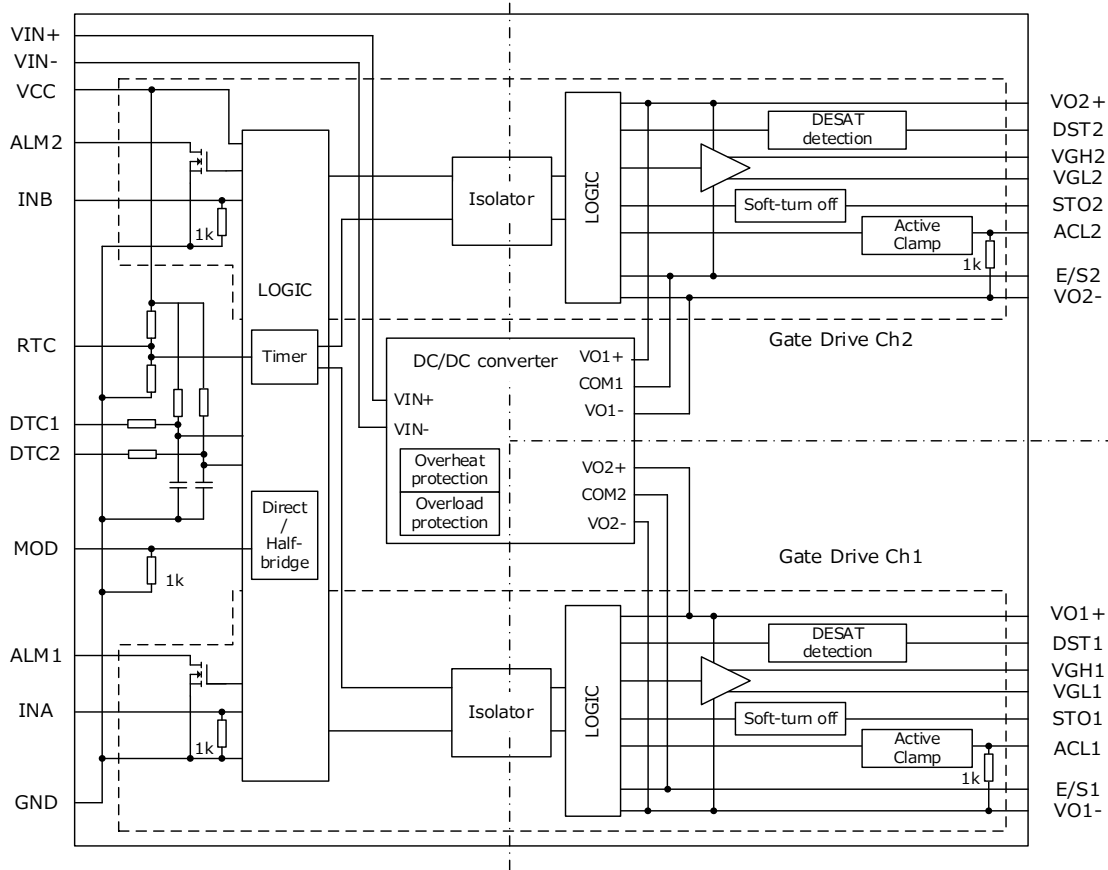 VIN+
VIN-
VCC
ALM2
INB
RTC
DTC1
DTC2
MOD
ALM1
INA
GND
1k
1k
1k
LOGIC
Timer
Direct
/
Half-
bridge
Isolator
LOGIC
DESAT
detection
Soft-turn off
Active
Clamp
1k
VO2+
DST2
VGH2
VGL2
STO2
ACL2
E/S2
VO2-
Gate Drive Ch2
DC/DC converter
VIN+
VIN-
Overheat
protection
Overload
protection
VO1+
COM1
VO1-
VO2+
COM2
VO2-
Gate Drive Ch1
Isolator
LOGIC
DESAT
detection
Soft-turn off
Active
Clamp
1k
VO1+
DST1
VGH1
VGL1
STO1
ACL1
E/S1
VO1-